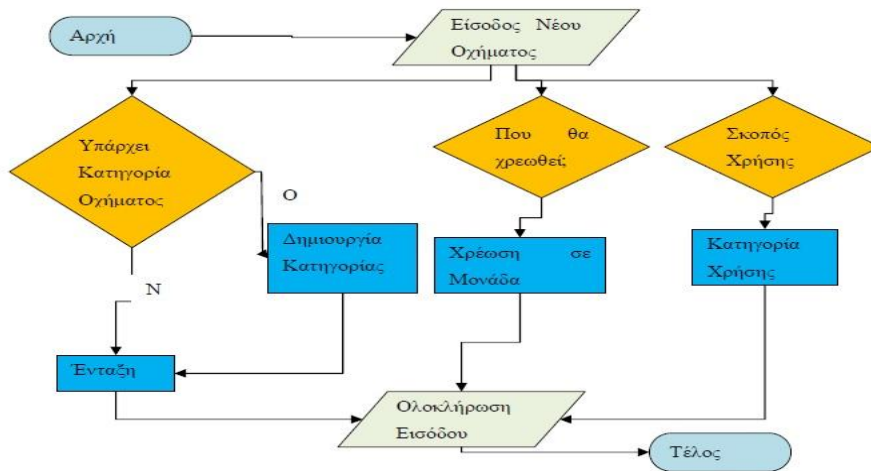 Αρχή
Είσοδος Νέου
Οχήματος
Υπάρχει
Κατηγορία
Οχήματος
Που θα
χρεωθεί;
Σκοπός
Χρήσης
Ο
Δημιουργία
Κατηγορίας
Χρέωση σε
Μονάδα
Κατηγορία
Χρήσης
Ν
Ένταξη
Ολοκλήρωση
Εισόδου
Τέλος